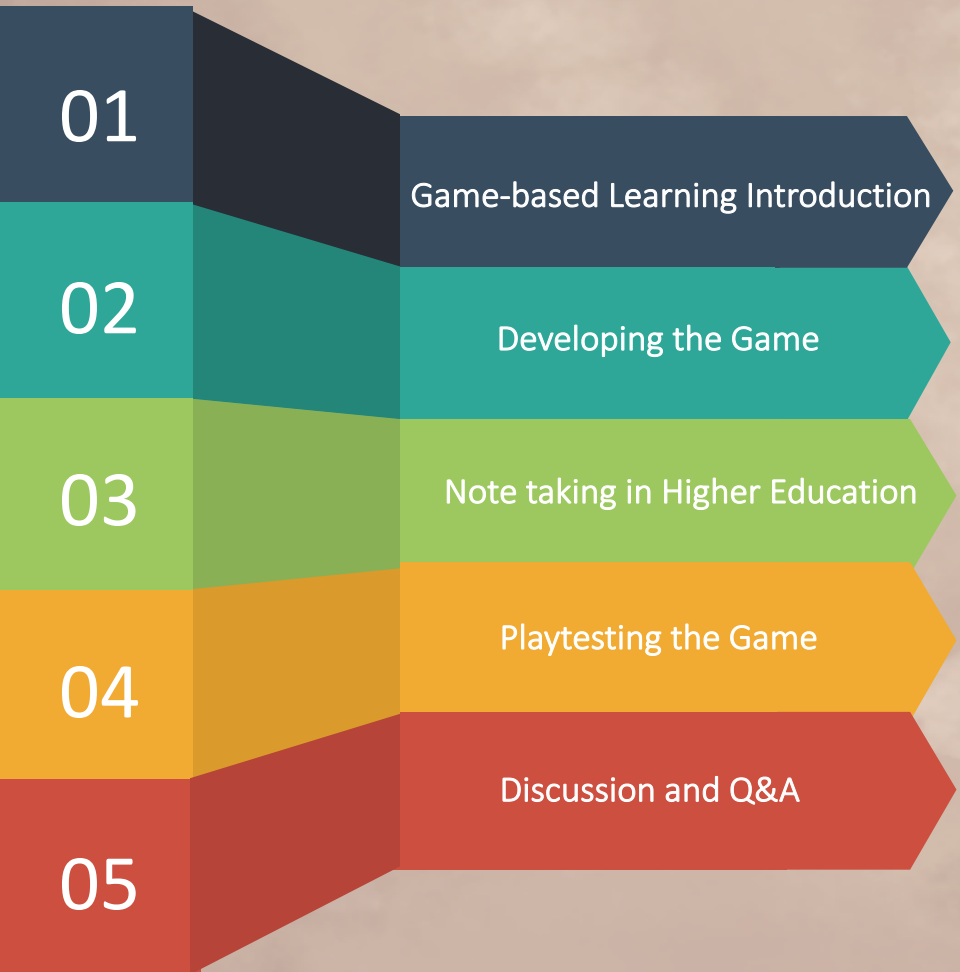 01
Game-based Learning Introduction
02
Developing the Game
03
Note taking in Higher Education
04
Playtesting the Game
05
Discussion and Q&A